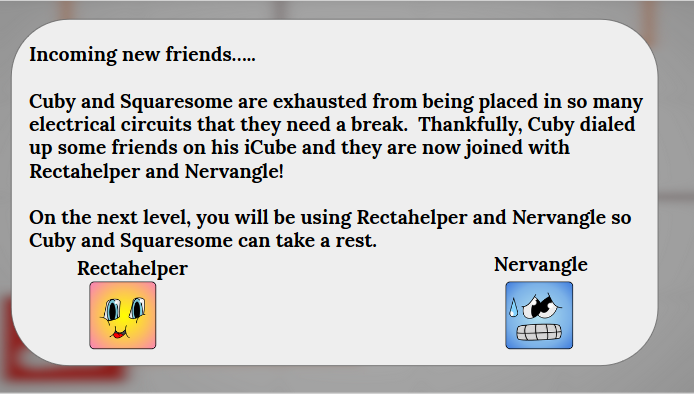 Incoming new friends.....
Cuby and Squaresome are exhausted from being placed in so many
electrical circuits that they need a break.  Thankfully, Cuby dialed
up some friends on his iCube and they are now joined with
Rectahelper and Nervangle!
On the next level, you will be using Rectahelper and Nervangle so
Cuby and Squaresome can take a rest.
Rectahelper
Nervangle